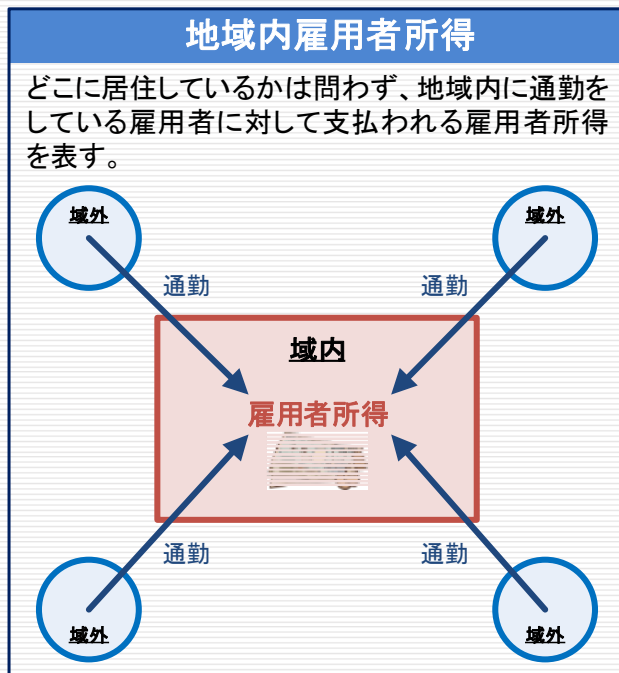 地域内雇用者所得
どこに居住しているかは問わず、地域内に通勤を
している雇用者に対して支払われる雇用者所得
を表す。
域外
域外
通勤
通勤
域内
雇用者所得
通勤
通勤
域外
域外